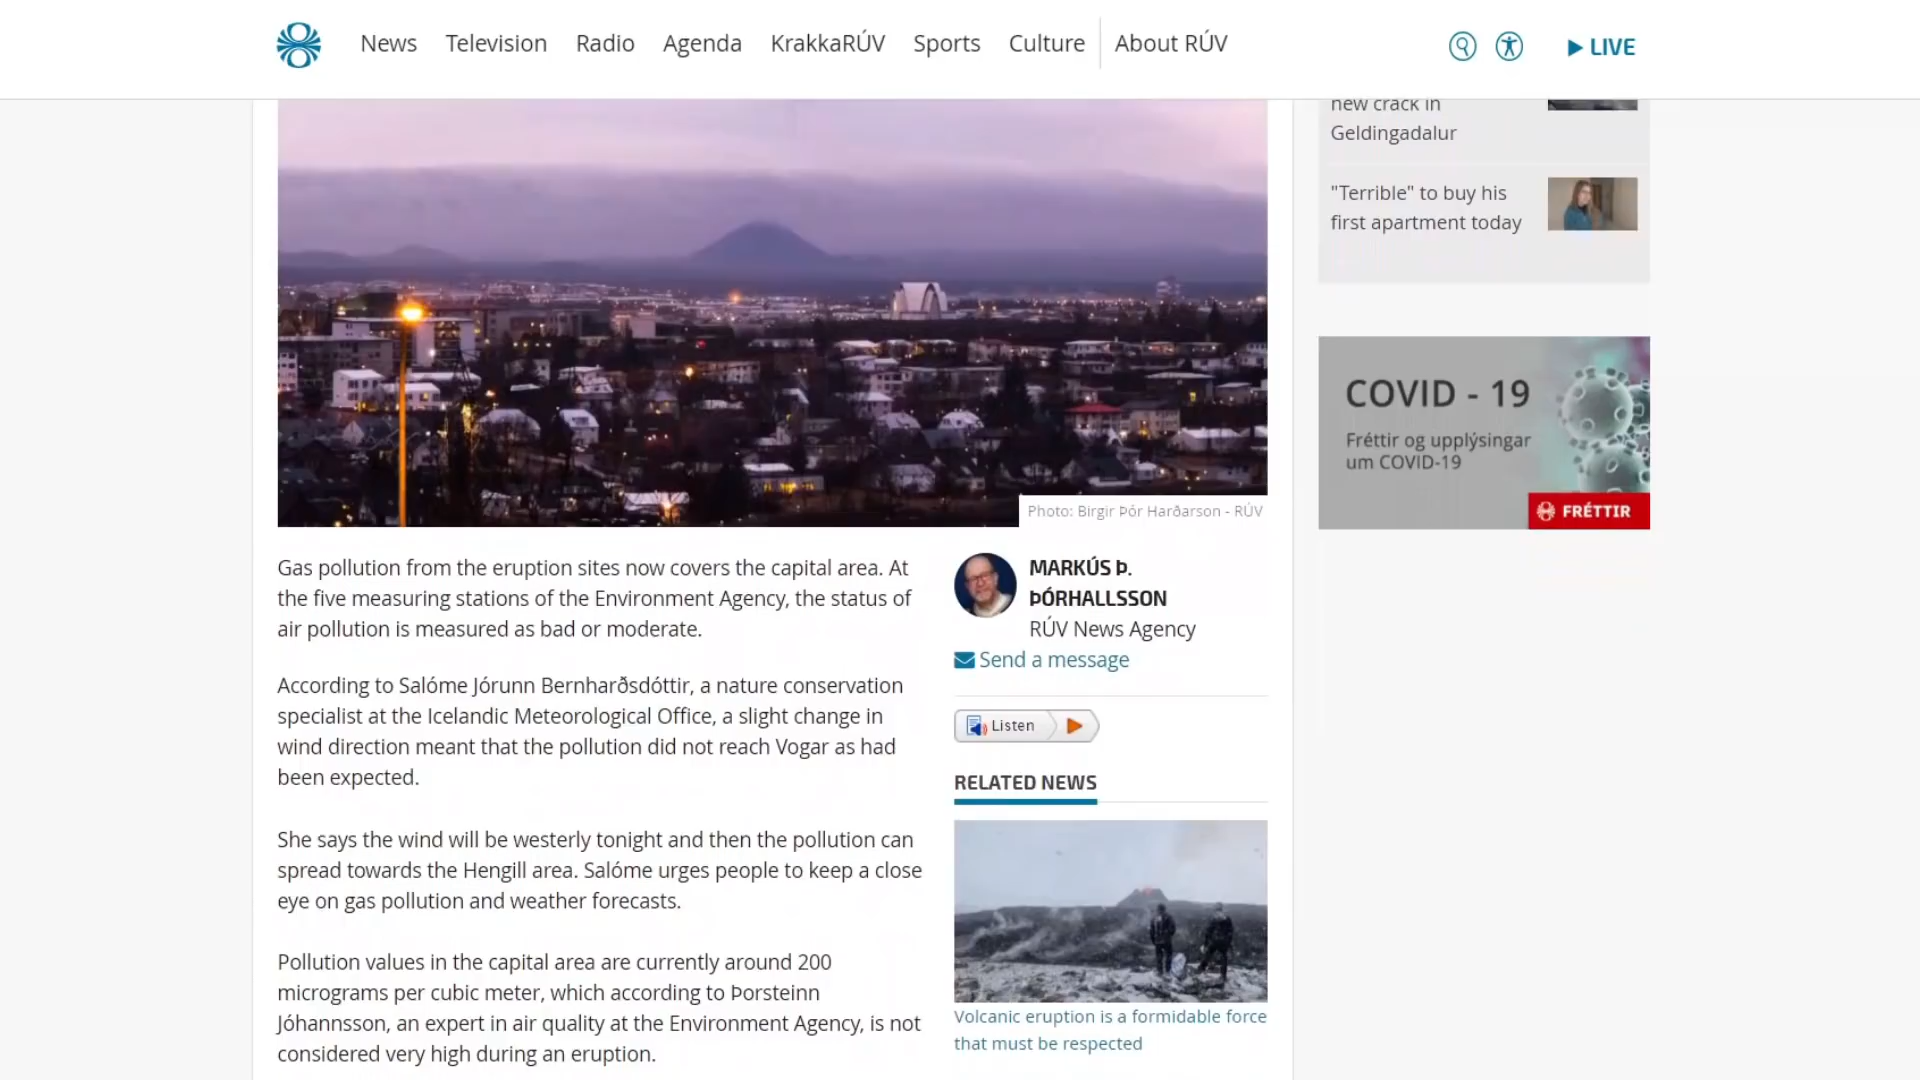 News Television Radio Agenda KrakkaRÚV Sports Culture About RÚV LIVE
new crack in
Geldingadalur
"Terrible" to buy his
first apartment today
COVID - 19
Fréttir og upplýsingar
um COVID-19
FRÉTTIR
Photo: Birgir Þór Harðarson - RÚV
Gas pollution from the eruption sites now covers the capital area. At
the five measuring stations of the Environment Agency, the status of
air pollution is measured as bad or moderate.
According to Salóme Jórunn Bernharðsdóttir, a nature conservation
specialist at the Icelandic Meteorological Office, a slight change in
wind direction meant that the pollution did not reach Vogar as had
been expected.
She says the wind will be westerly tonight and then the pollution can
spread towards the Hengill area. Salóme urges people to keep a close
eye on gas pollution and weather forecasts.
Pollution values in the capital area are currently around 200
micrograms per cubic meter, which according to Þorsteinn
Jóhannsson, an expert in air quality at the Environment Agency, is not
considered very high during an eruption.
MARKÚS Þ.
ÞÓRHALLSSON
RÚV News Agency
Send a message
Listen
RELATED NEWS
Volcanic eruption is a formidable force
that must be respected